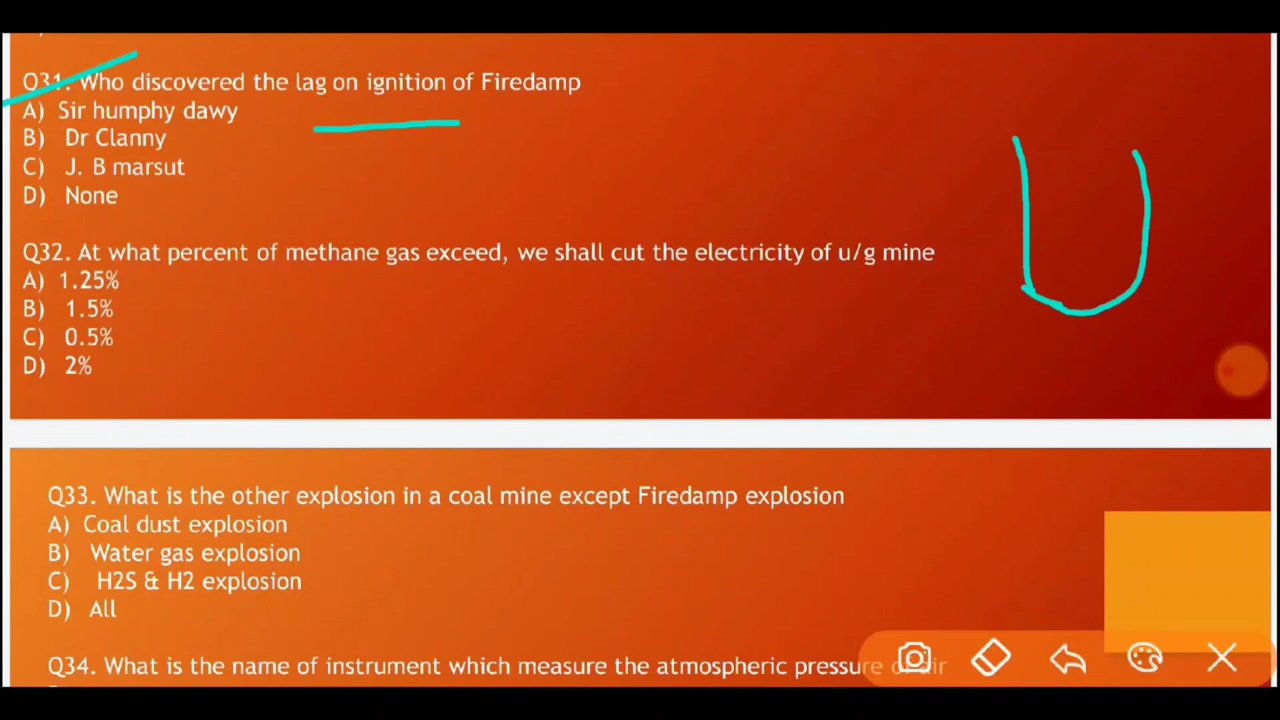 Q31. Who discovered the lag on ignition of Firedamp
A) Sir humphy dawy
B) Dr Clanny
C) J. B marsut
D) None
Q32. At what percent of methane gas exceed, we shall cut the electricity of u/g mine
A) 1.25%
B) 1.5%
C) 0.5%
D) 2%
Q33. What is the other explosion in a coal mine except Firedamp explosion
A) Coal dust explosion
B) Water gas explosion
C) H2S & H2 explosion
D) All
Q34. What is the name of instrument which measure the atmospheric pressure of air